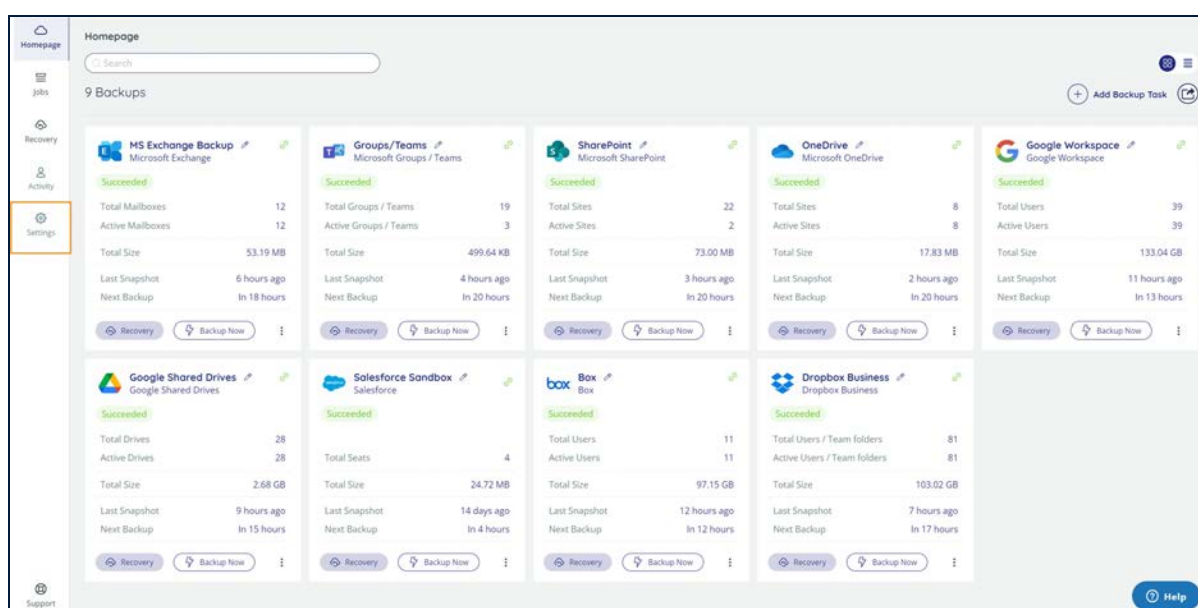 Homepage
Jobs
Recovery
Activity
Settings
Support
Homepage
Search
9 Backups
Add Backup Task
MS Exchange Backup
Microsoft Exchange
Succeeded
Total Mailboxes 12
Active Mailboxes 12
Total Size 53.19 MB
Last Snapshot 6 hours ago
Next Backup In 18 hours
Recovery Backup Now
Groups/Teams
Microsoft Groups / Teams
Succeeded
Total Groups / Teams 19
Active Groups / Teams 3
Total Size 499.64 KB
Last Snapshot 4 hours ago
Next Backup In 20 hours
Recovery Backup Now
SharePoint
Microsoft SharePoint
Succeeded
Total Sites 22
Active Sites 2
Total Size 73.00 MB
Last Snapshot 3 hours ago
Next Backup In 20 hours
Recovery Backup Now
OneDrive
Microsoft OneDrive
Succeeded
Total Sites 8
Active Sites 8
Total Size 17.83 MB
Last Snapshot 2 hours ago
Next Backup In 20 hours
Recovery Backup Now
Google Workspace
Google Workspace
Succeeded
Total Users 39
Active Users 39
Total Size 133.04 GB
Last Snapshot 11 hours ago
Next Backup In 13 hours
Recovery Backup Now
Google Shared Drives
Google Shared Drives
Succeeded
Total Drives 28
Active Drives 28
Total Size 2.68 GB
Last Snapshot 9 hours ago
Next Backup In 15 hours
Recovery Backup Now
Salesforce Sandbox
Salesforce
Succeeded
Total Seats 4
Total Size 24.72 MB
Last Snapshot 14 days ago
Next Backup In 4 hours
Recovery Backup Now
box Box
Box
Succeeded
Total Users 11
Active Users 11
Total Size 97.15 GB
Last Snapshot 12 hours ago
Next Backup In 12 hours
Recovery Backup Now
Dropbox Business
Dropbox Business
Succeeded
Total Users / Team folders 81
Active Users / Team folders 81
Total Size 103.02 GB
Last Snapshot 7 hours ago
Next Backup In 17 hours
Recovery Backup Now
Help